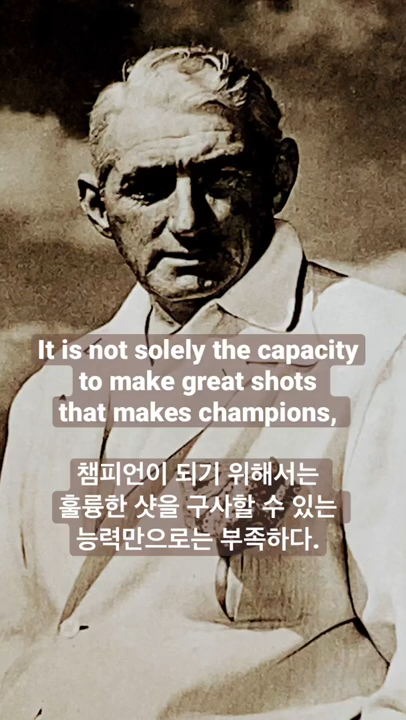 It is not solely the capacity
to make great shots
that makes champions,
챔피언이 되기 위해서는
훌륭한 샷을 구사할 수 있는
능력만으로는 부족하다.